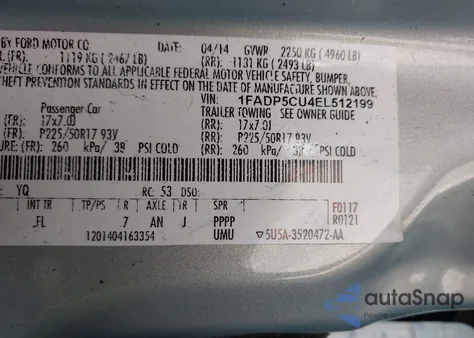 BY FORD MOTOR CO DATE: 04/14 GVWR 2250 KG ( 4960 LB)
(FR): 1119 KG ( 2467 LB) (RR): 1131 KG ( 2493 LB)
VEHICLE CONFORMS TO ALL APPLICABLE FEDERAL MOTOR VEHICLE SAFETY, BUMPER,
THEFT PREVENTION STANDARDS IN EFFECT ON THE DATE OF MANUFACTURE SHOWN ABOVE.
VIN: 1FADP5CU4EL512199
Passenger Car TRAILER TOWING - SEE OWNER GUIDE
(FR): 17x7.0J (RR): 17x7.0J
P225/50R17 93V P225/50R17 93V
(FR): 260 kPa/ 38 PSI COLD (RR): 260 kPa/ 38 PSI COLD
YQ RC: 53 DSO:
INT TR TP/PS R AXLE TR SPR F0117
.FL 7 AN J PPPP R0121
1201404163354 UMU ▽5U5A-3520472-AA
autoSnap